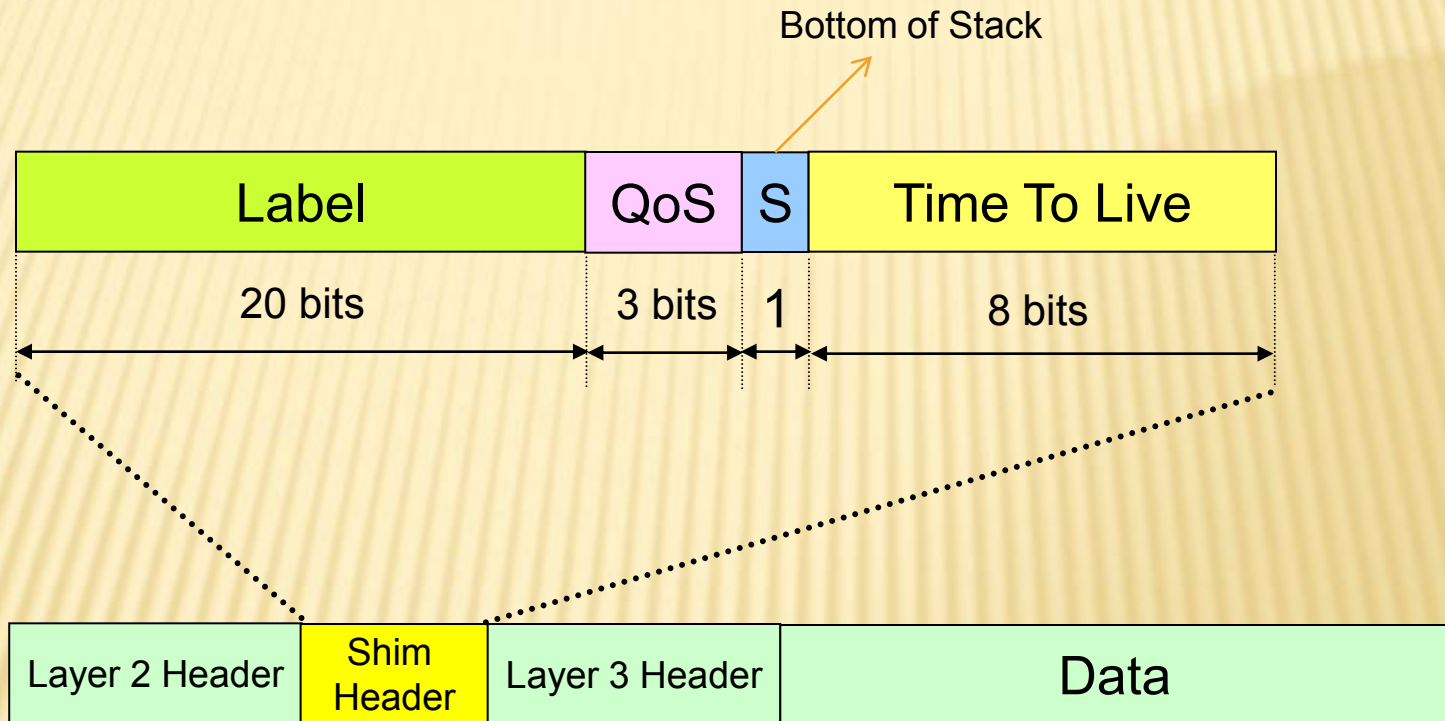 Bottom of Stack
Label QoS S Time To Live
20 bits 3 bits 1 8 bits
Layer 2 Header Shim Header Layer 3 Header Data